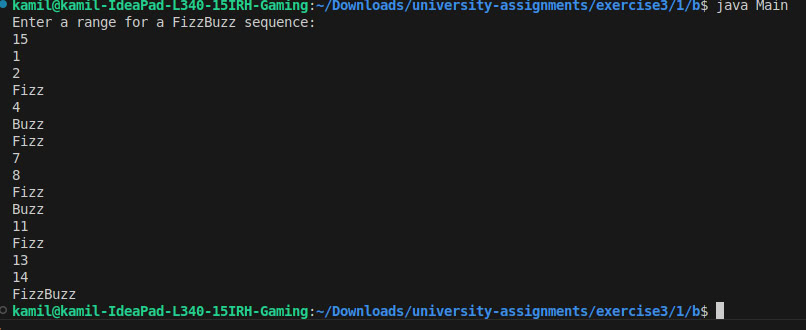 kamil@kamil-IdeaPad-L340-15IRH-Gaming:~/Downloads/university-assignments/exercise3/1/b$ java Main
Enter a range for a FizzBuzz sequence:
15
1
2
Fizz
4
Buzz
Fizz
7
8
Fizz
Buzz
11
Fizz
13
14
FizzBuzz
kamil@kamil-IdeaPad-L340-15IRH-Gaming:~/Downloads/university-assignments/exercise3/1/b$